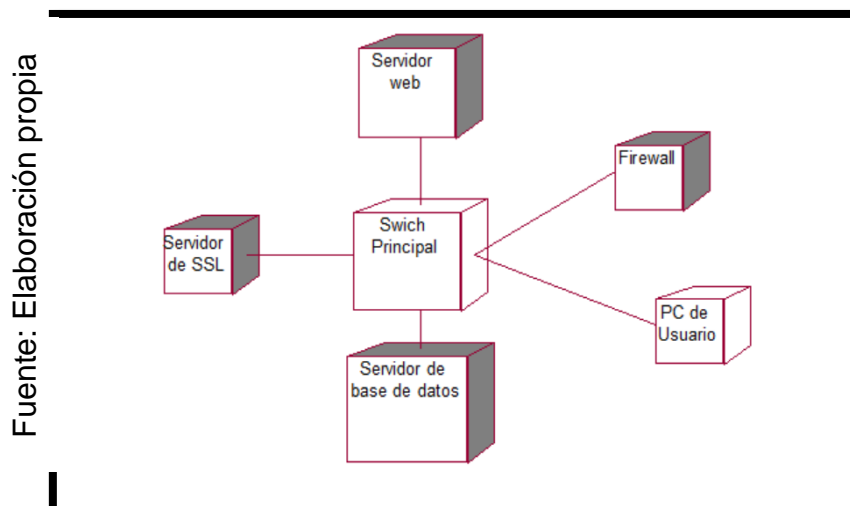 Fuente: Elaboración propia
Servidor
web
Firewall
Swich
Principal
Servidor
de SSL
PC de
Usuario
Servidor de
base de datos